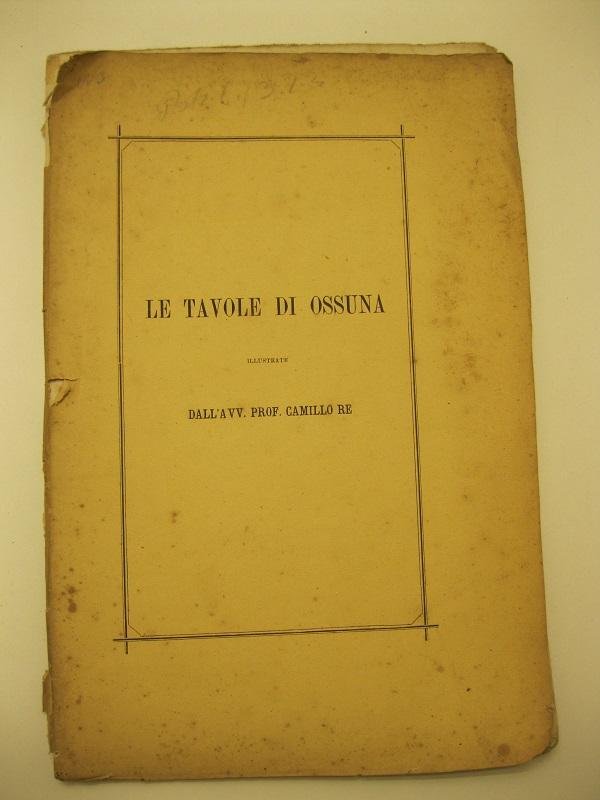 LE TAVOLE DI OSSUNA
ILLUSTRATE
DALL'AVV. PROF. CAMILLO RE